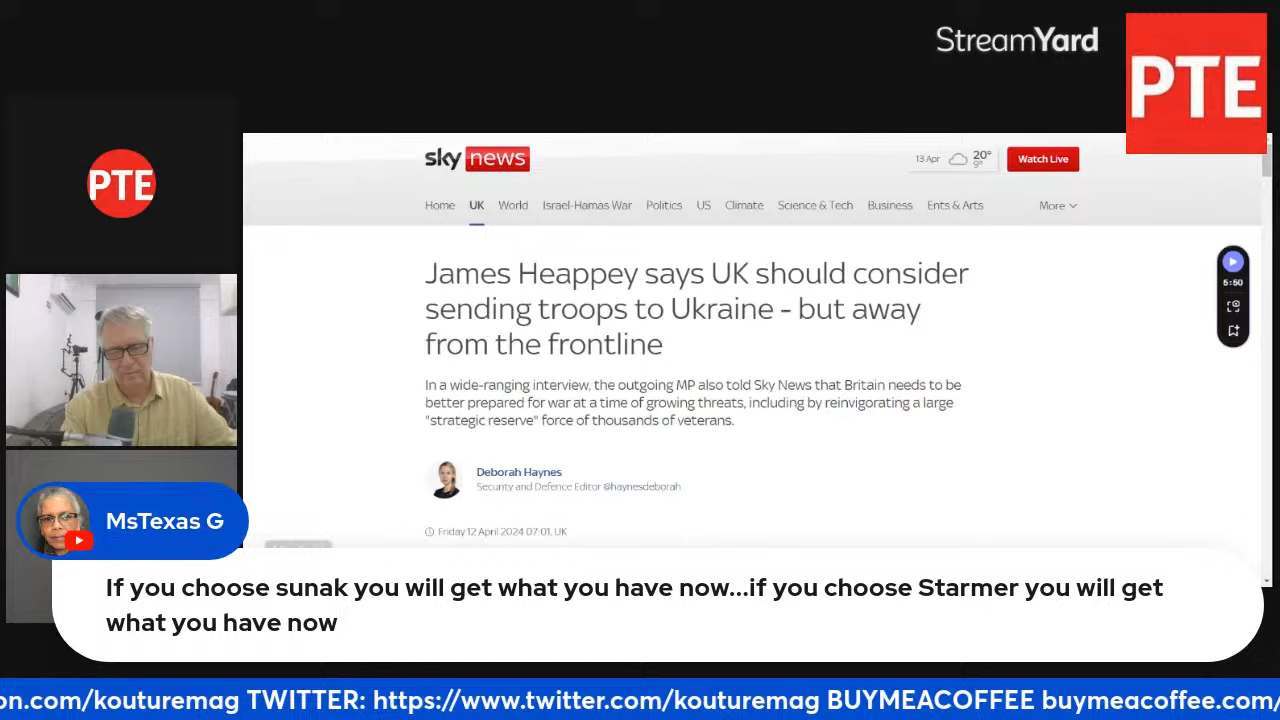 StreamYard
PTE
PTE
sky news
13 Apr
20°
9°
Watch Live
Home UK World Israel-Hamas War Politics US Climate Science & Tech Business Ents & Arts More
James Heappey says UK should consider
sending troops to Ukraine - but away
from the frontline
In a wide-ranging interview, the outgoing MP also told Sky News that Britain needs to be
better prepared for war at a time of growing threats, including by reinvigorating a large
"strategic reserve" force of thousands of veterans.
Deborah Haynes
Security and Defence Editor @haynesdeborah
Friday 12 April 2024 07:01, UK
5:50
MsTexas G
If you choose sunak you will get what you have now...if you choose Starmer you will get
what you have now
on.com/kouturemag TWITTER: https://www.twitter.com/kouturemag BUYMEACOFFEE buymeacoffee.com/